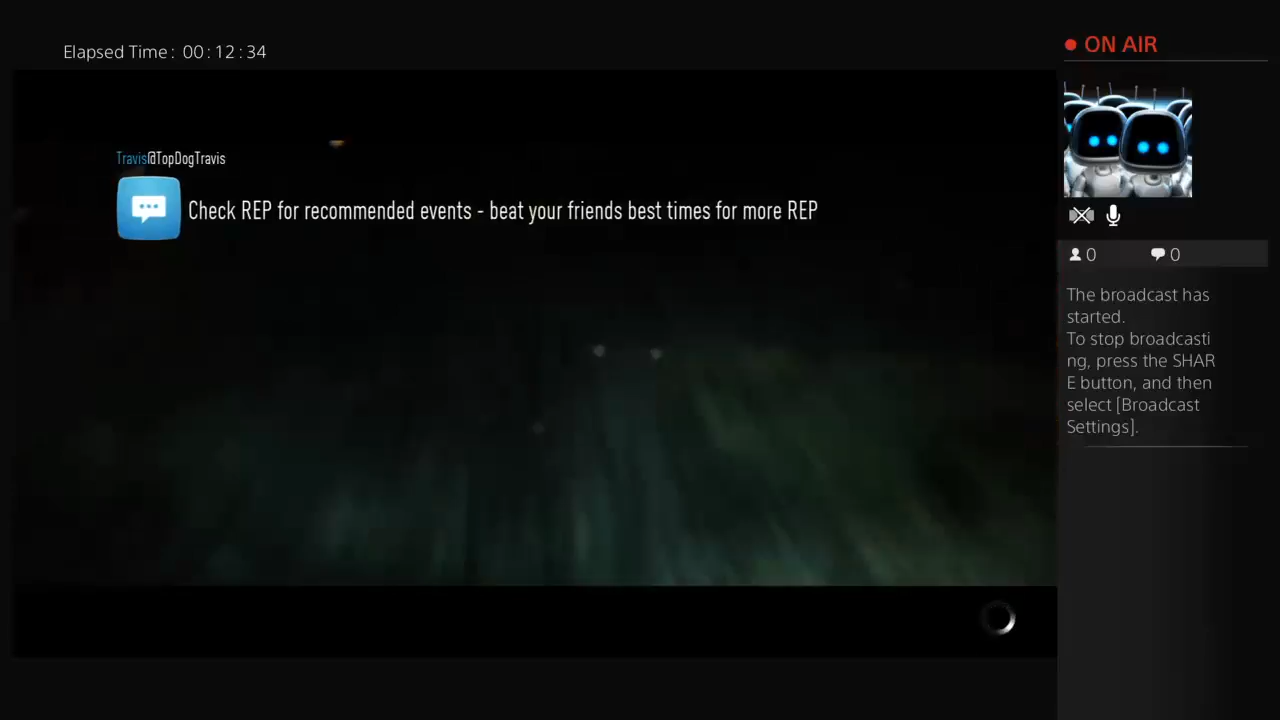 Elapsed Time: 00:12:34
ON AIR
Travis@TopDogTravis
Check REP for recommended events - beat your friends best times for more REP
0 0
The broadcast has
started.
To stop broadcasti
ng, press the SHAR
E button, and then
select [Broadcast
Settings].